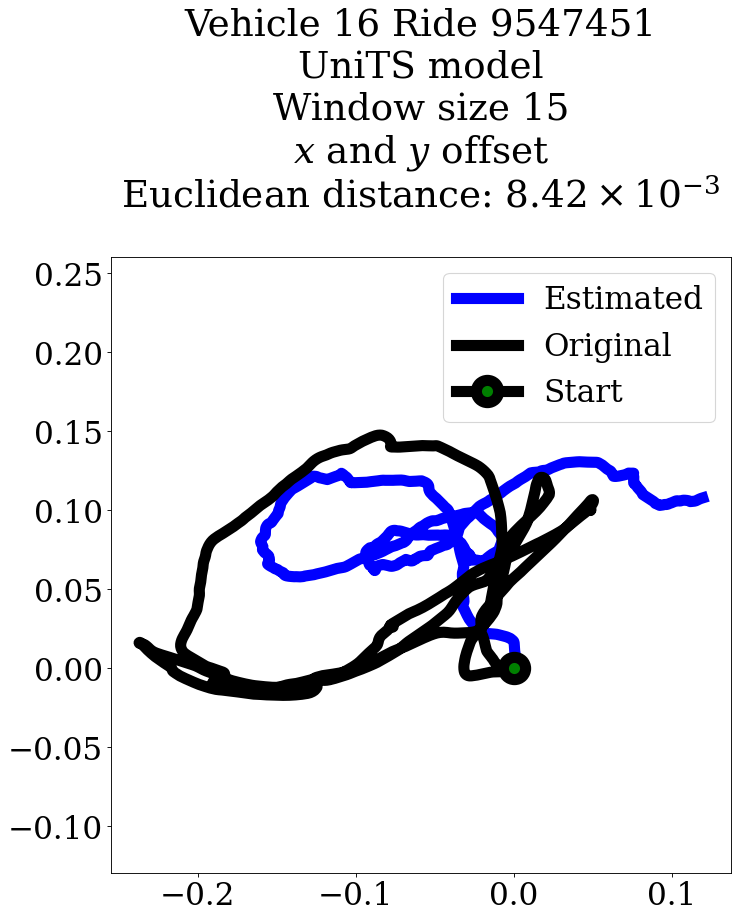 Vehicle 16 Ride 9547451
UniTS model
Window size 15
x and y offset
Euclidean distance: 8.42 × 10⁻³
Estimated
Original
Start
0.25
0.20
0.15
0.10
0.05
0.00
−0.05
−0.10
−0.2 −0.1 0.0 0.1